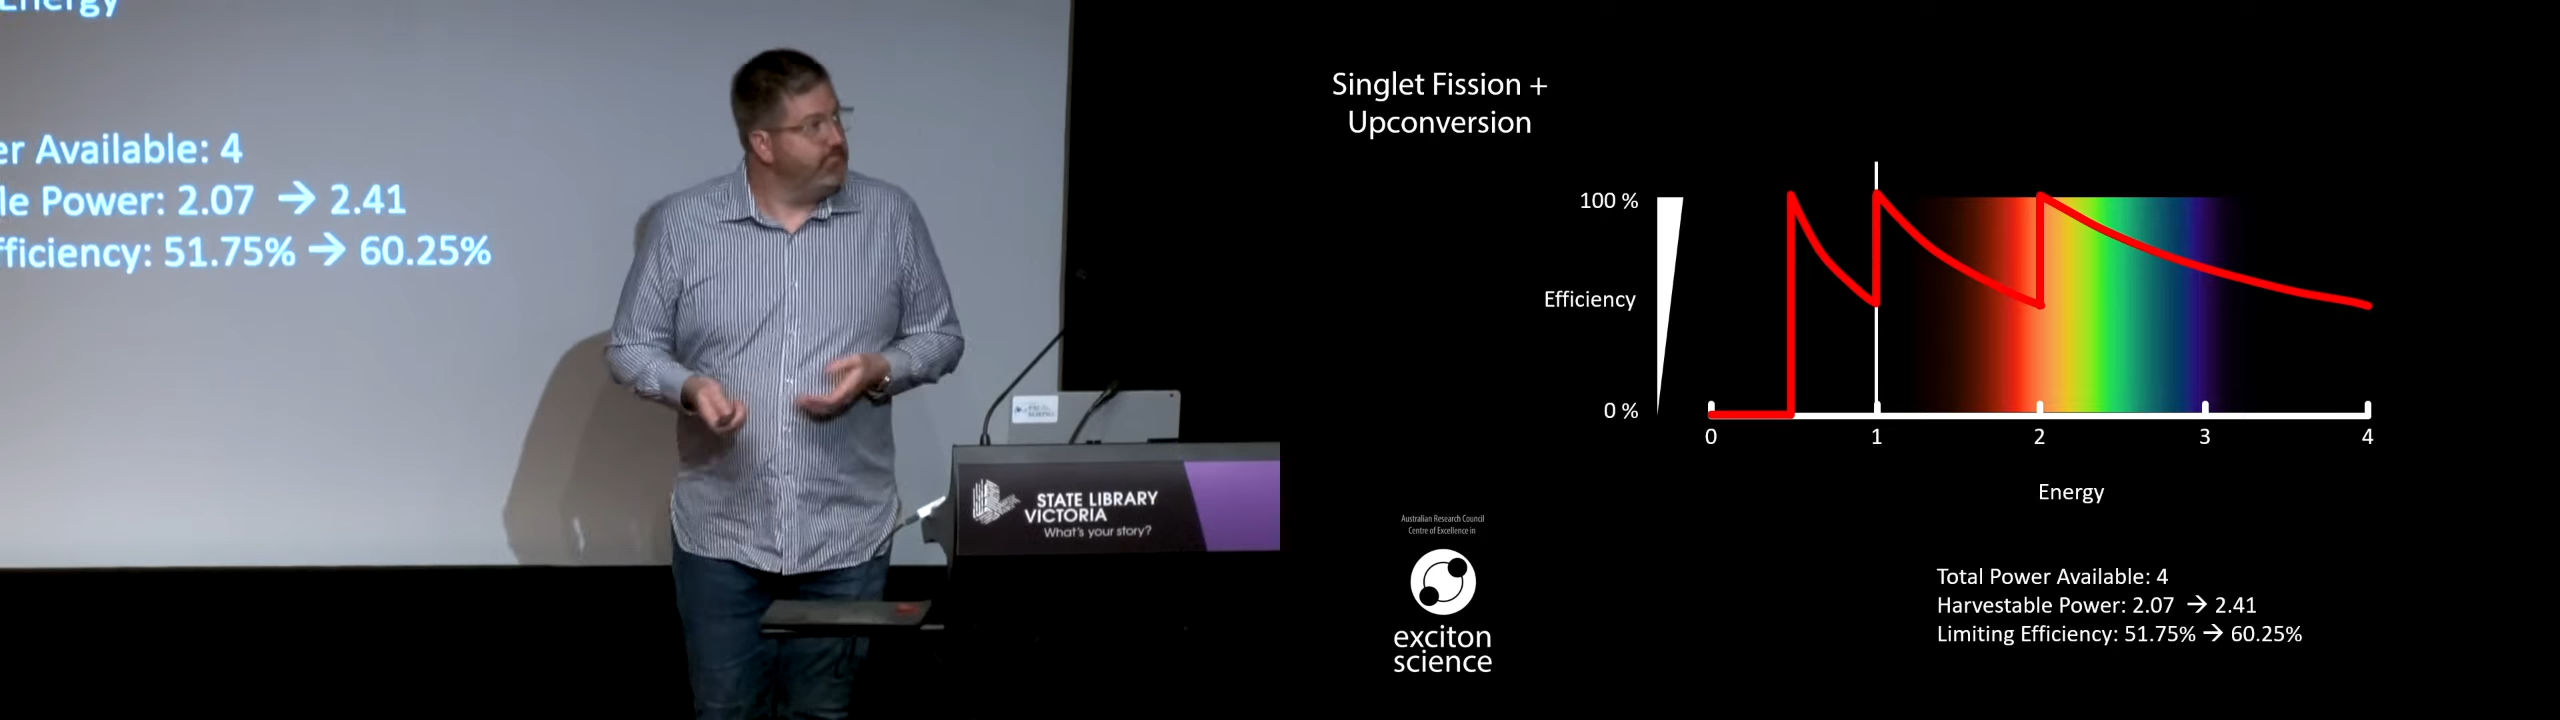 Energy
er Available: 4
le Power: 2.07 → 2.41
fficiency: 51.75% → 60.25%
STATE LIBRARY
VICTORIA
What's your story?
Singlet Fission +
Upconversion
100 %
Efficiency
0 %
0 1 2 3 4
Energy
Australian Research Council
Centre of Excellence in
exciton
science
Total Power Available: 4
Harvestable Power: 2.07 → 2.41
Limiting Efficiency: 51.75% → 60.25%